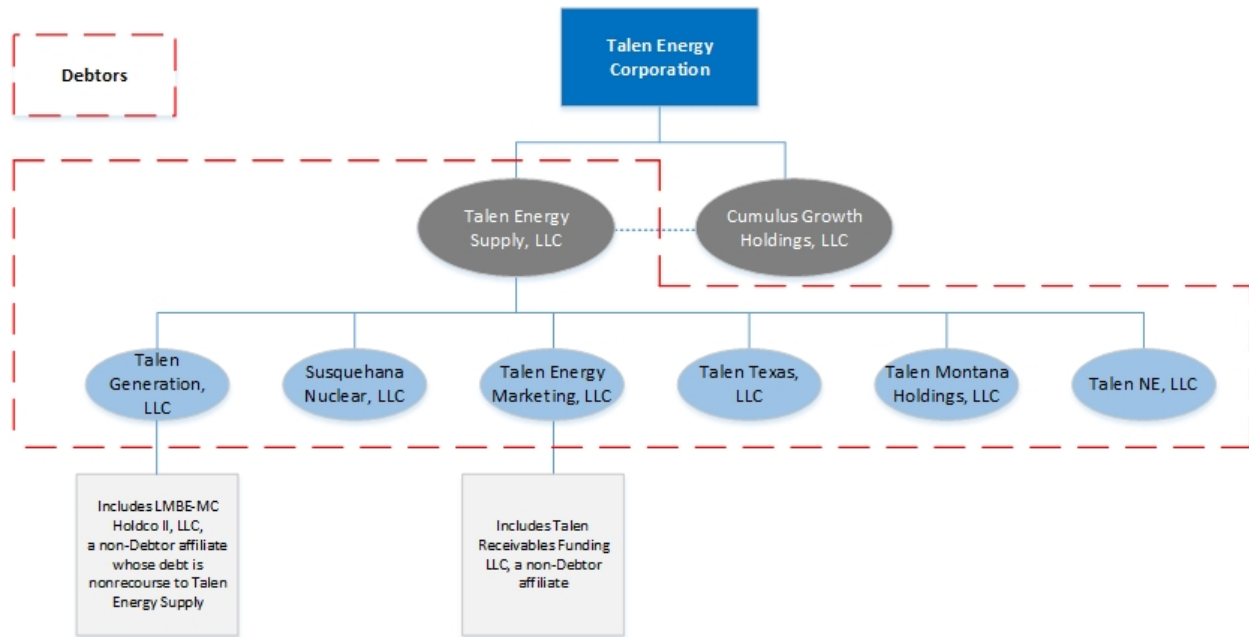 Talen Energy
Corporation
Debtors
Talen Energy
Supply, LLC
Cumulus Growth
Holdings, LLC
Talen
Generation,
LLC
Susquehana
Nuclear, LLC
Talen Energy
Marketing, LLC
Talen Texas,
LLC
Talen Montana
Holdings, LLC
Talen NE, LLC
Includes LMBE-MC
Holdco II, LLC,
a non-Debtor affiliate
whose debt is
nonrecourse to Talen
Energy Supply
Includes Talen
Receivables Funding
LLC, a non-Debtor
affiliate